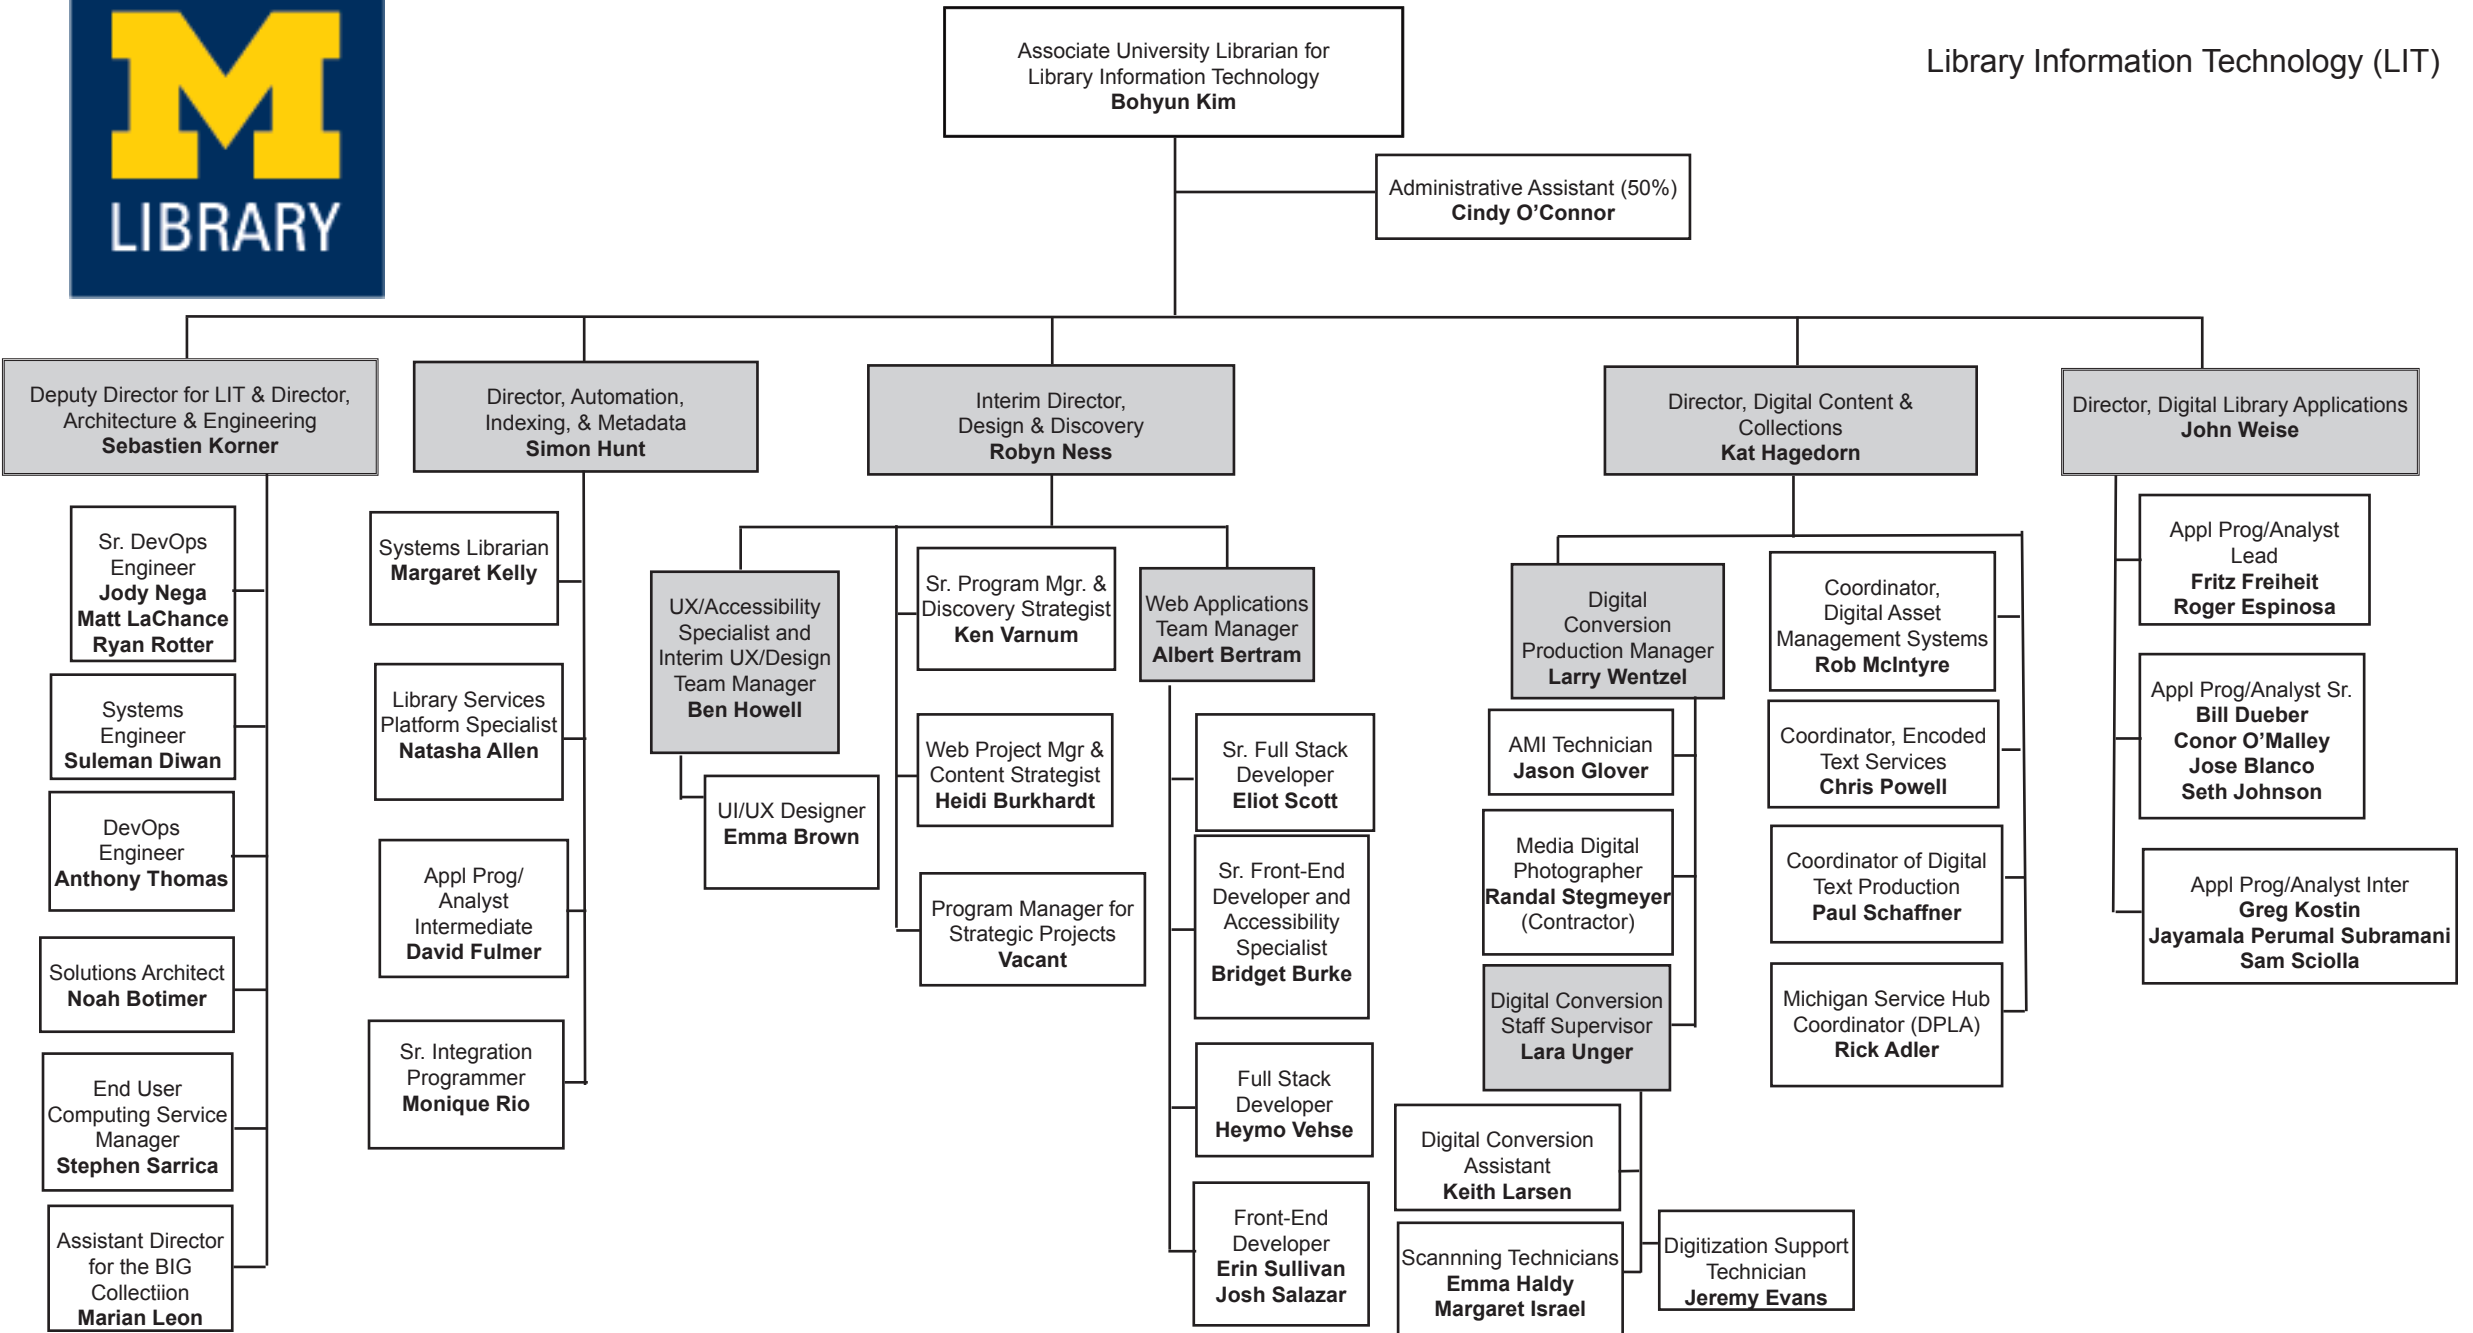 M
LIBRARY
Library Information Technology (LIT)
Associate University Librarian for
Library Information Technology
Bohyun Kim
Administrative Assistant (50%)
Cindy O’Connor
Deputy Director for LIT & Director,
Architecture & Engineering
Sebastien Korner
Sr. DevOps
Engineer
Jody Nega
Matt LaChance
Ryan Rotter
Systems
Engineer
Suleman Diwan
DevOps
Engineer
Anthony Thomas
Solutions Architect
Noah Botimer
End User
Computing Service
Manager
Stephen Sarrica
Assistant Director
for the BIG
Collectiion
Marian Leon
Director, Automation,
Indexing, & Metadata
Simon Hunt
Systems Librarian
Margaret Kelly
Library Services
Platform Specialist
Natasha Allen
Appl Prog/
Analyst
Intermediate
David Fulmer
Sr. Integration
Programmer
Monique Rio
Interim Director,
Design & Discovery
Robyn Ness
UX/Accessibility
Specialist and
Interim UX/Design
Team Manager
Ben Howell
UI/UX Designer
Emma Brown
Sr. Program Mgr. &
Discovery Strategist
Ken Varnum
Web Project Mgr &
Content Strategist
Heidi Burkhardt
Program Manager for
Strategic Projects
Vacant
Web Applications
Team Manager
Albert Bertram
Sr. Full Stack
Developer
Eliot Scott
Sr. Front-End
Developer and
Accessibility
Specialist
Bridget Burke
Full Stack
Developer
Heymo Vehse
Front-End
Developer
Erin Sullivan
Josh Salazar
Director, Digital Content &
Collections
Kat Hagedorn
Digital
Conversion
Production Manager
Larry Wentzel
AMI Technician
Jason Glover
Media Digital
Photographer
Randal Stegmeyer
(Contractor)
Digital Conversion
Staff Supervisor
Lara Unger
Digital Conversion
Assistant
Keith Larsen
Scannning Technicians
Emma Haldy
Margaret Israel
Digitization Support
Technician
Jeremy Evans
Coordinator,
Digital Asset
Management Systems
Rob McIntyre
Coordinator, Encoded
Text Services
Chris Powell
Coordinator of Digital
Text Production
Paul Schaffner
Michigan Service Hub
Coordinator (DPLA)
Rick Adler
Director, Digital Library Applications
John Weise
Appl Prog/Analyst
Lead
Fritz Freiheit
Roger Espinosa
Appl Prog/Analyst Sr.
Bill Dueber
Conor O’Malley
Jose Blanco
Seth Johnson
Appl Prog/Analyst Inter
Greg Kostin
Jayamala Perumal Subramani
Sam Sciolla